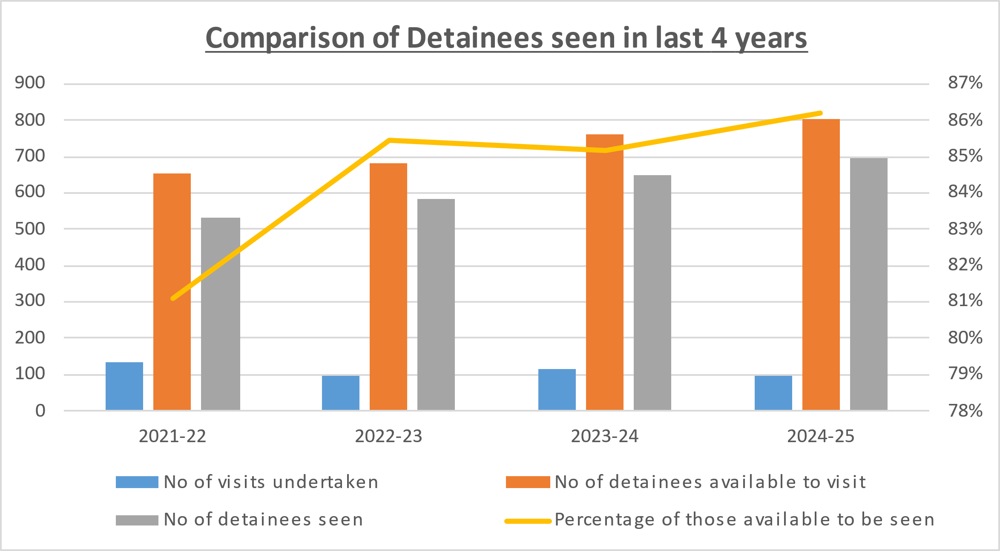 Comparison of Detainees seen in last 4 years
900 87%
800 86%
700 85%
600 84%
500 83%
400 82%
300 81%
200 80%
100 79%
0 78%
2021-22 2022-23 2023-24 2024-25
No of visits undertaken No of detainees available to visit
No of detainees seen Percentage of those available to be seen